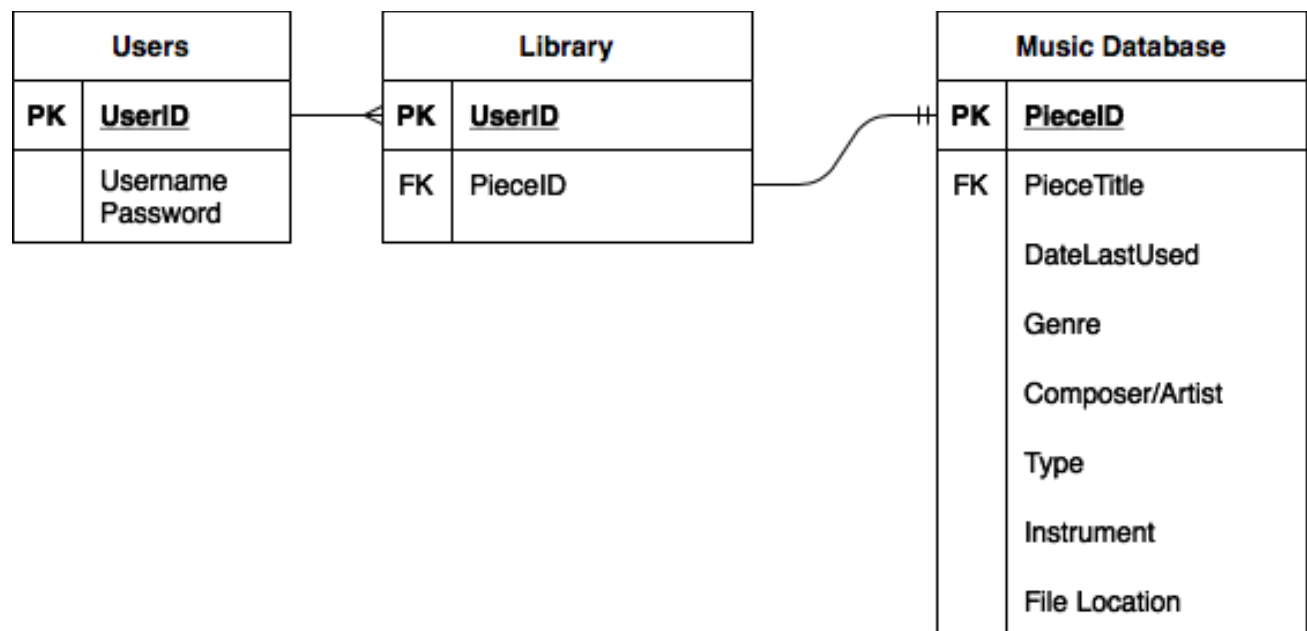 Users
PK UserID
Username
Password
Library
PK UserID
FK PieceID
Music Database
PK PieceID
FK PieceTitle
DateLastUsed
Genre
Composer/Artist
Type
Instrument
File Location